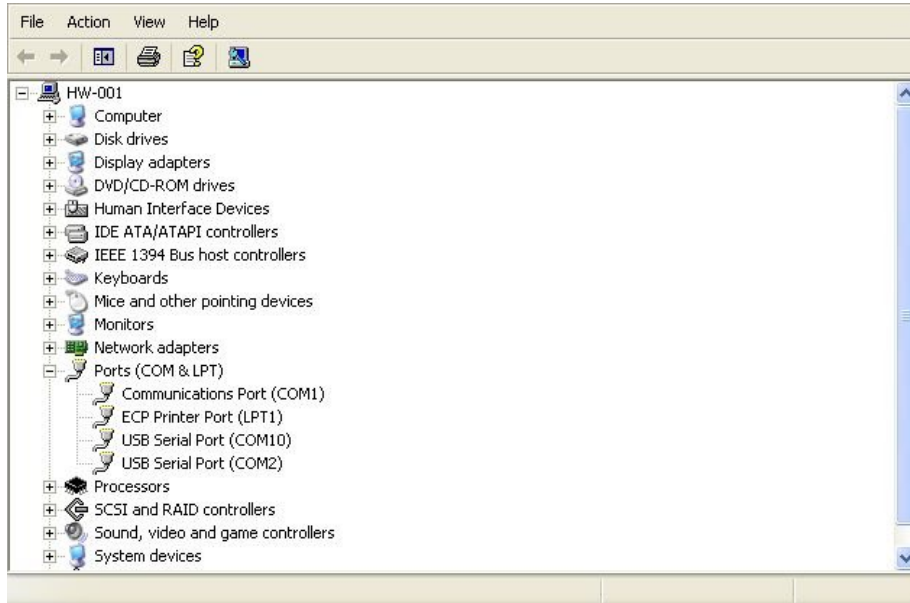 File Action View Help
HW-001
Computer
Disk drives
Display adapters
DVD/CD-ROM drives
Human Interface Devices
IDE ATA/ATAPI controllers
IEEE 1394 Bus host controllers
Keyboards
Mice and other pointing devices
Monitors
Network adapters
Ports (COM & LPT)
Communications Port (COM1)
ECP Printer Port (LPT1)
USB Serial Port (COM10)
USB Serial Port (COM2)
Processors
SCSI and RAID controllers
Sound, video and game controllers
System devices